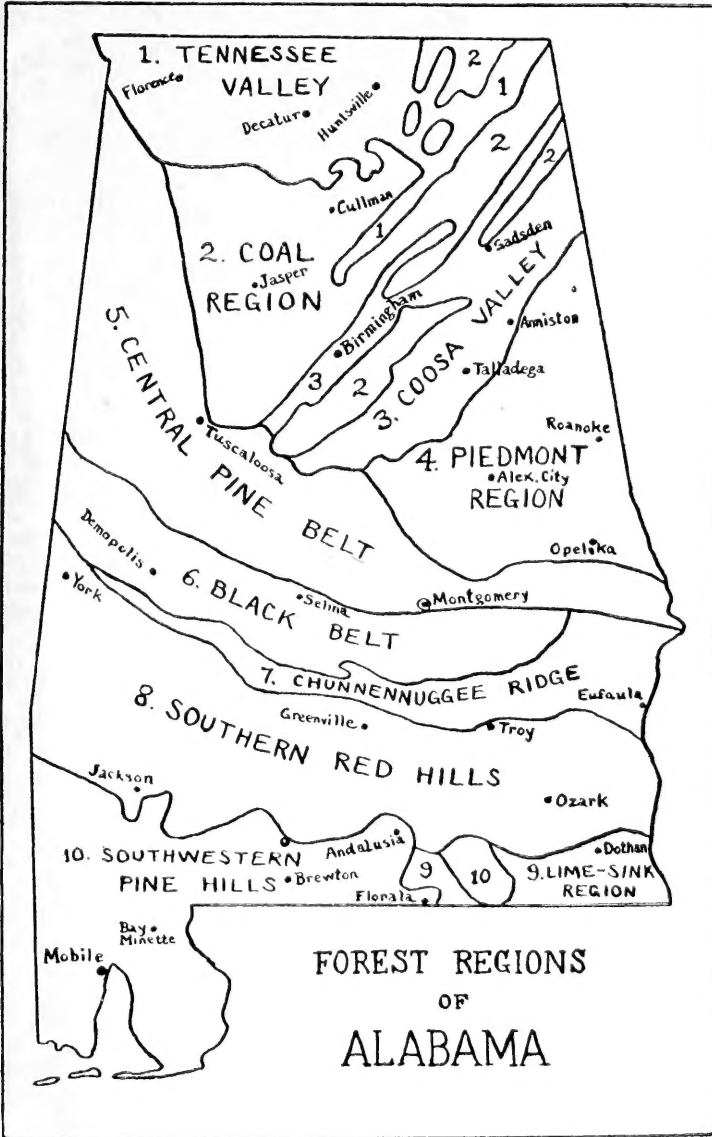 1. TENNESSEE
VALLEY
Florence
Decatur
Huntsville
2
1
2
2
Cullman
1
2. COAL
REGION
Jasper
Gadsden
Birmingham
3
2
3. COOSA VALLEY
Anniston
Talladega
5. CENTRAL PINE BELT
Tuscaloosa
Roanoke
4. PIEDMONT
REGION
Alex. City
Opelika
Demopolis
York
6. BLACK BELT
Selma
Montgomery
7. CHUNNENNUGGEE RIDGE
Eufaula
8. SOUTHERN RED HILLS
Greenville
Troy
Jackson
Ozark
10. SOUTHWESTERN
PINE HILLS
Andalusia
Brewton
Florala
9
10
9. LIME-SINK
REGION
Dothan
Bay
Minette
Mobile
FOREST REGIONS
OF
ALABAMA